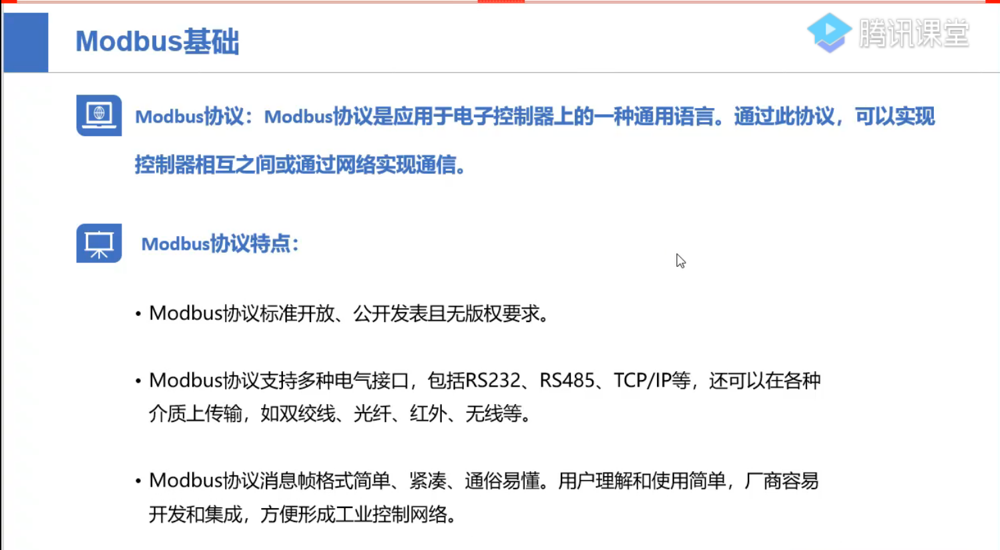 Modbus基础
腾讯课堂
Modbus协议：Modbus协议是应用于电子控制器上的一种通用语言。通过此协议，可以实现
控制器相互之间或通过网络实现通信。
Modbus协议特点：
• Modbus协议标准开放、公开发表且无版权要求。
• Modbus协议支持多种电气接口，包括RS232、RS485、TCP/IP等，还可以在各种
介质上传输，如双绞线、光纤、红外、无线等。
• Modbus协议消息帧格式简单、紧凑、通俗易懂。用户理解和使用简单，厂商容易
开发和集成，方便形成工业控制网络。